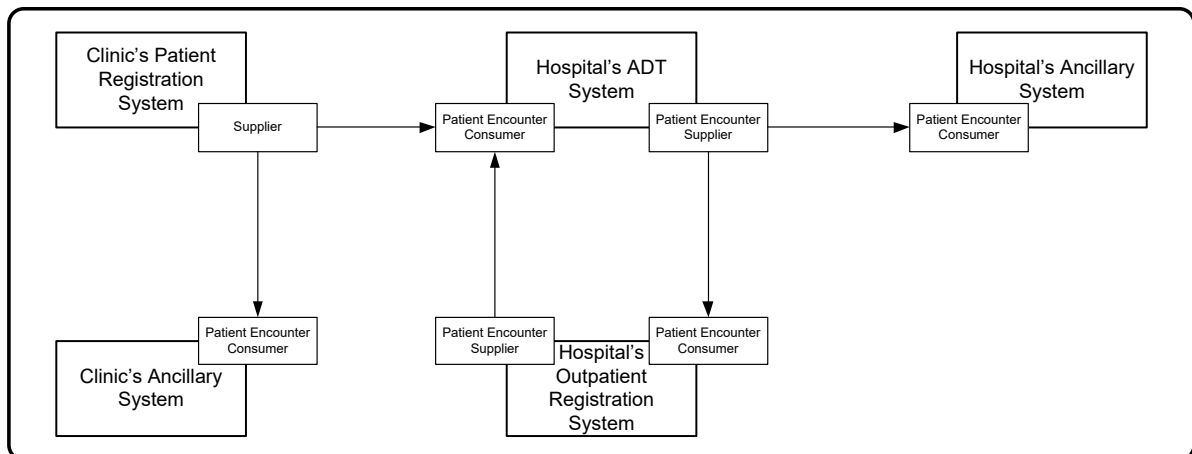 Clinic's Patient
Registration
System
Supplier
Hospital's ADT
System
Patient Encounter
Consumer
Patient Encounter
Supplier
Hospital's Ancillary
System
Patient Encounter
Consumer
Patient Encounter
Consumer
Clinic's Ancillary
System
Patient Encounter
Supplier
Hospital's
Outpatient
Registration
System
Patient Encounter
Consumer